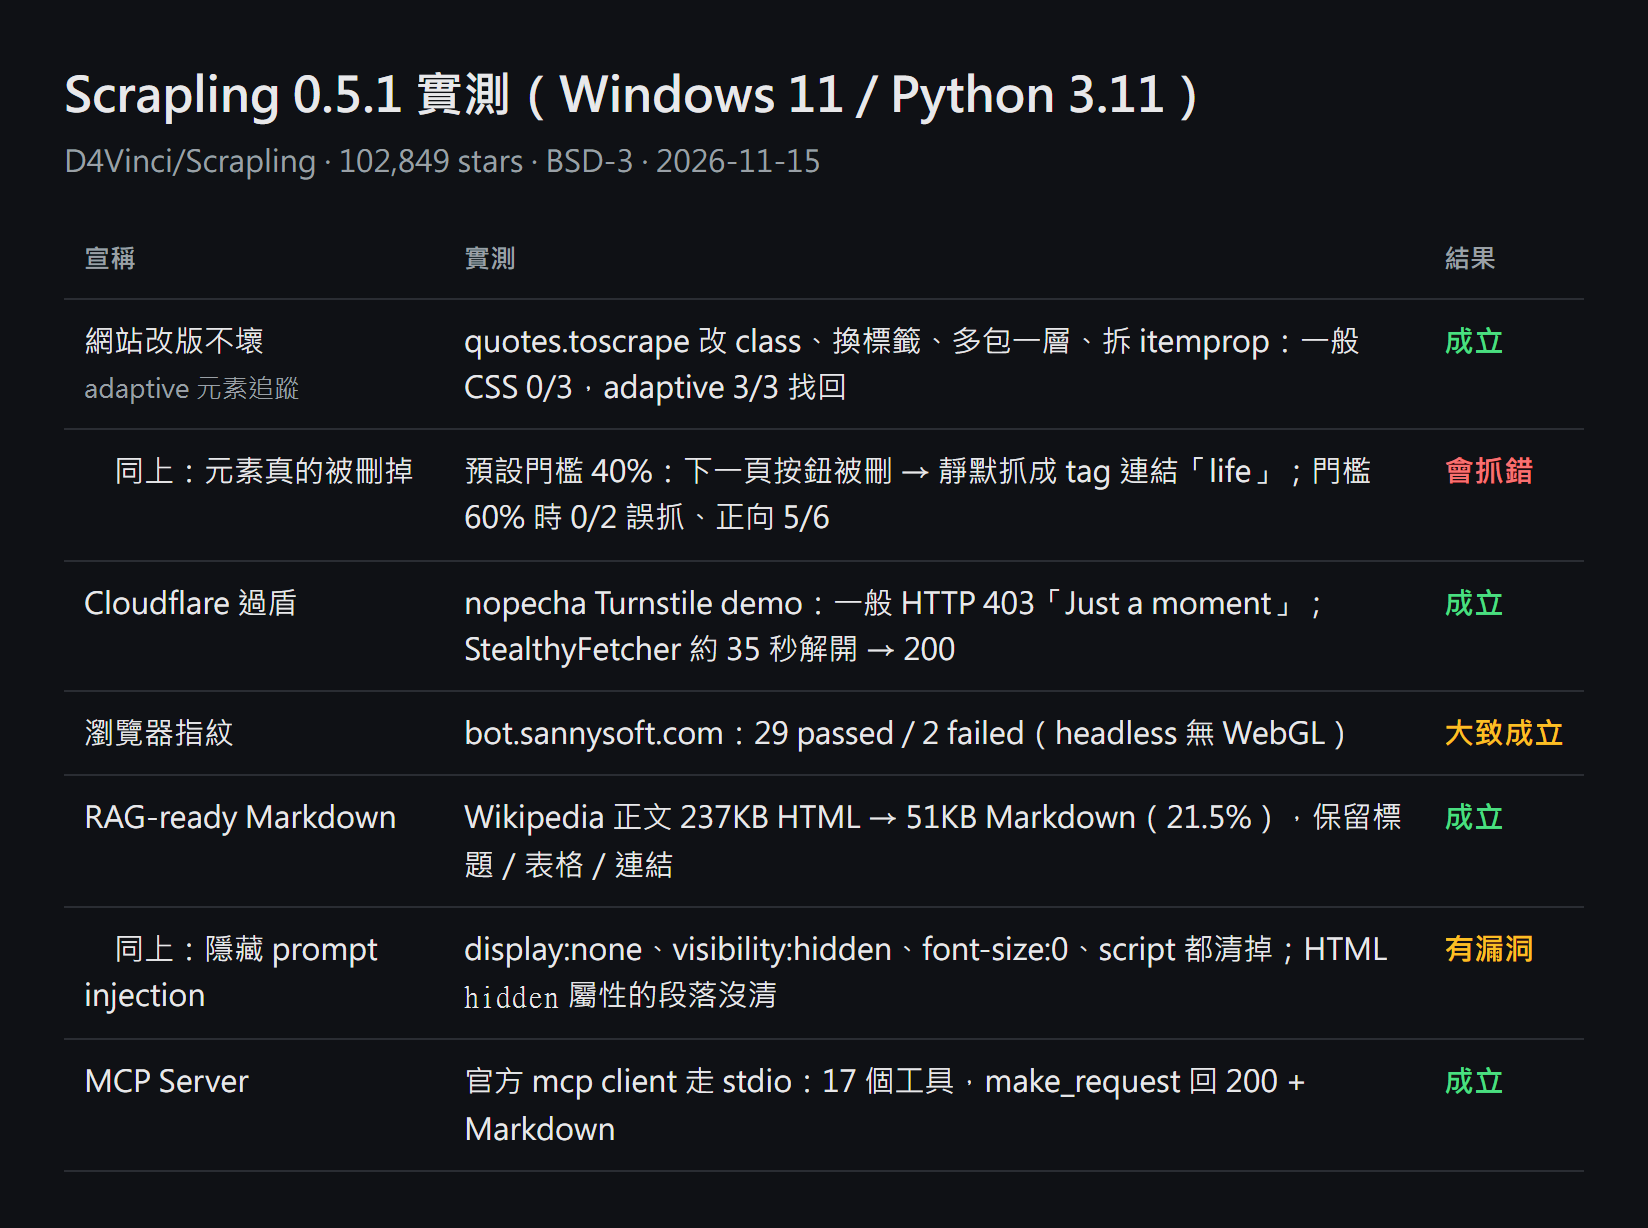 Scrapling 0.5.1 實測（Windows 11 / Python 3.11）
D4Vinci/Scrapling · 102,849 stars · BSD-3 · 2026-11-15
宣稱 實測 結果
網站改版不壞
adaptive 元素追蹤
quotes.toscrape 改 class、換標籤、多包一層、拆 itemprop：一般
CSS 0/3，adaptive 3/3 找回
成立
同上：元素真的被刪掉
預設門檻 40%：下一頁按鈕被刪 → 靜默抓成 tag 連結「life」；門檻
60% 時 0/2 誤抓、正向 5/6
會抓錯
Cloudflare 過盾
nopecha Turnstile demo：一般 HTTP 403「Just a moment」；
StealthyFetcher 約 35 秒解開 → 200
成立
瀏覽器指紋
bot.sannysoft.com：29 passed / 2 failed（headless 無 WebGL）
大致成立
RAG-ready Markdown
Wikipedia 正文 237KB HTML → 51KB Markdown（21.5%），保留標
題 / 表格 / 連結
成立
同上：隱藏 prompt
injection
display:none、visibility:hidden、font-size:0、script 都清掉；HTML
hidden 屬性的段落沒清
有漏洞
MCP Server
官方 mcp client 走 stdio：17 個工具，make_request 回 200 +
Markdown
成立